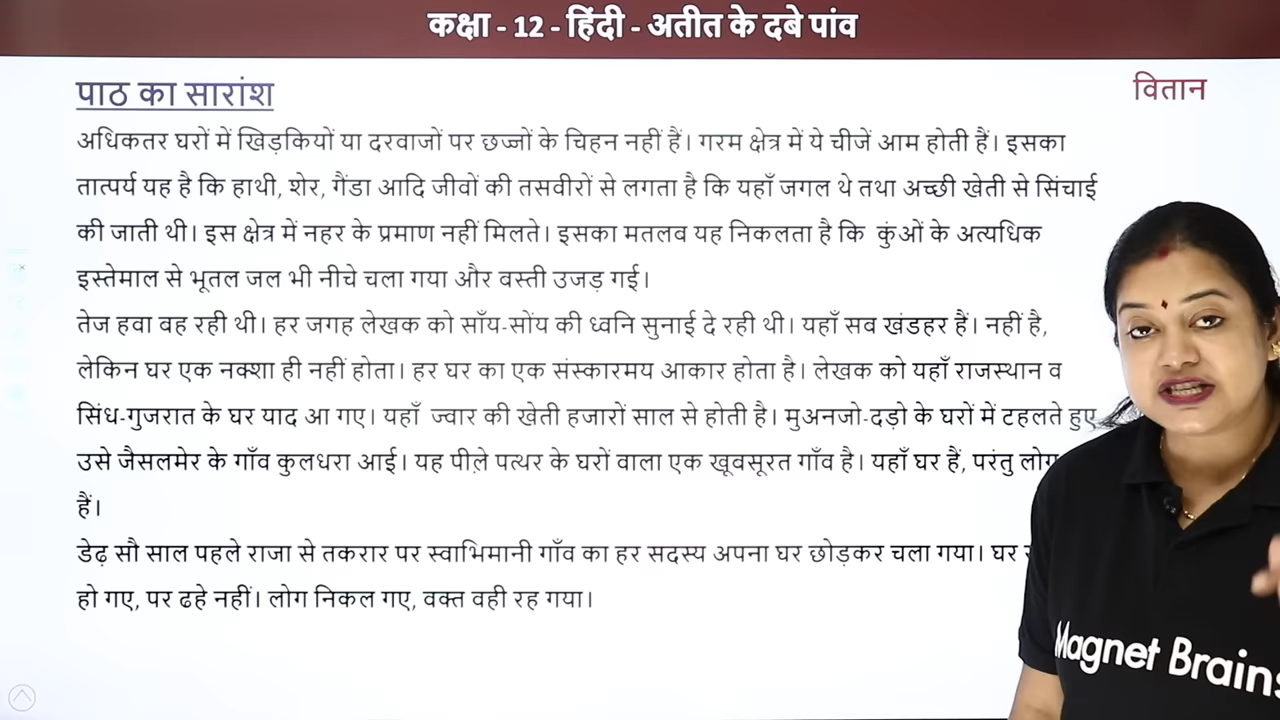 कक्षा - 12 - हिंदी - अतीत के दबे पांव
पाठ का सारांश
वितान
अधिकतर घरों में खिड़कियों या दरवाजों पर छज्जों के चिहन नहीं हैं। गरम क्षेत्र में ये चीजें आम होती हैं। इसका
तात्पर्य यह है कि हाथी, शेर, गैंडा आदि जीवों की तसवीरों से लगता है कि यहाँ जगल थे तथा अच्छी खेती से सिंचाई
की जाती थी। इस क्षेत्र में नहर के प्रमाण नहीं मिलते। इसका मतलव यह निकलता है कि कुंओं के अत्यधिक
इस्तेमाल से भूतल जल भी नीचे चला गया और वस्ती उजड़ गई।
तेज हवा बह रही थी। हर जगह लेखक को साँय-सोंय की ध्वनि सुनाई दे रही थी। यहाँ सव खंडहर हैं। नहीं है,
लेकिन घर एक नक्शा ही नहीं होता। हर घर का एक संस्कारमय आकार होता है। लेखक को यहाँ राजस्थान व
सिंध-गुजरात के घर याद आ गए। यहाँ ज्वार की खेती हजारों साल से होती है। मुअनजो-दड़ो के घरों में टहलते हुए
उसे जैसलमेर के गाँव कुलधरा आई। यह पीले़ पत्थर के घरों वाला एक खूवसूरत गाँव है। यहाँ घर हैं, परंतु लोग
हैं।
डेढ़ सौ साल पहले राजा से तकरार पर स्वाभिमानी गाँव का हर सदस्य अपना घर छोड़कर चला गया। घर
हो गए, पर ढहे नहीं। लोग निकल गए, वक्त वही रह गया।
Magnet Brains